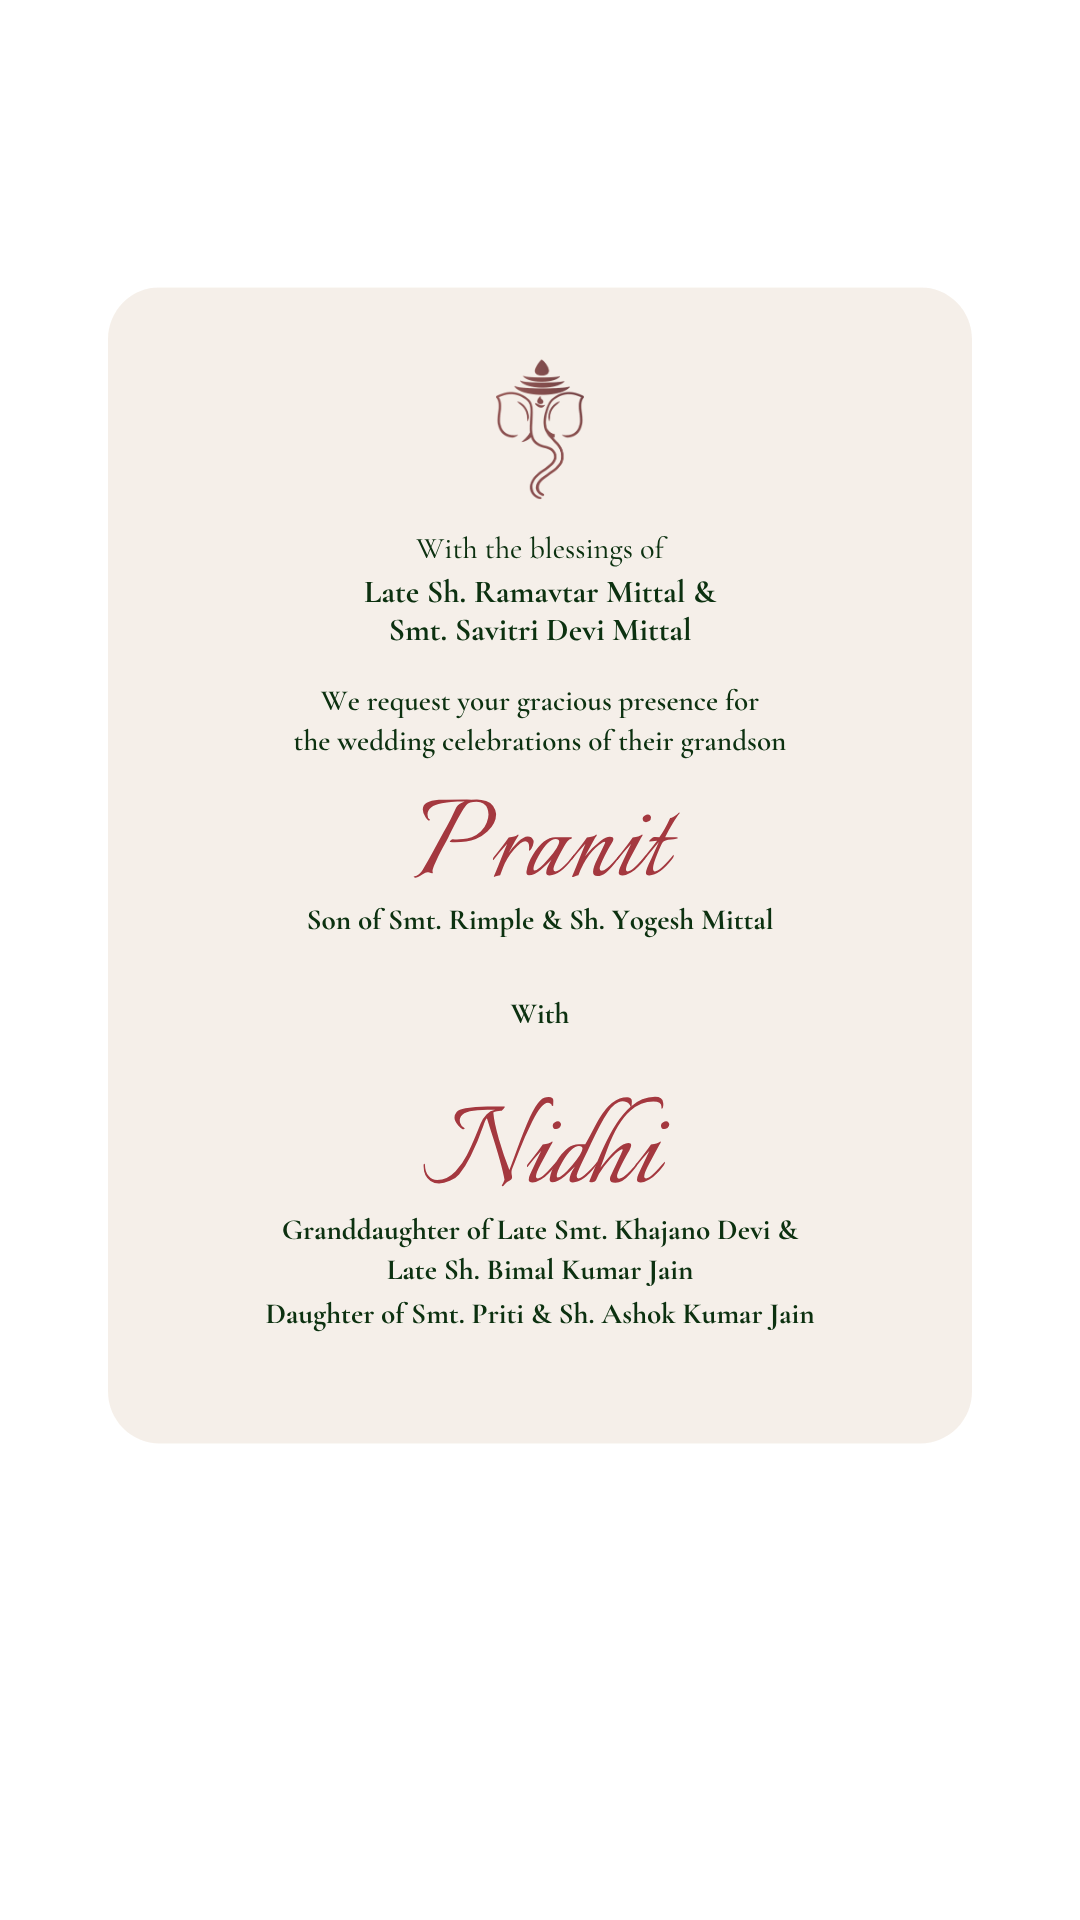 With the blessings of
Late Sh. Ramavtar Mittal &
Smt. Savitri Devi Mittal
We request your gracious presence for
the wedding celebrations of their grandson
Pranit
Son of Smt. Rimple & Sh. Yogesh Mittal
With
Nidhi
Granddaughter of Late Smt. Khajano Devi &
Late Sh. Bimal Kumar Jain
Daughter of Smt. Priti & Sh. Ashok Kumar Jain